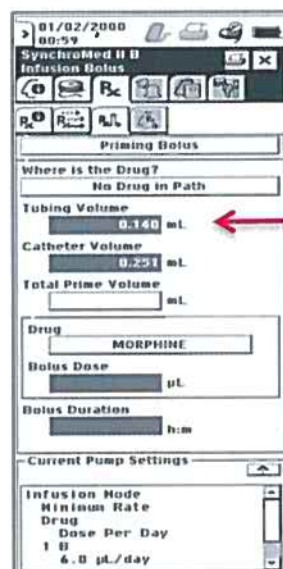 01/02/2000
00:59
SynchroMed II B
Infusion Bolus
Priming Bolus
Where is the Drug?
No Drug in Path
Tubing Volume
0.140 mL
Catheter Volume
0.251 mL
Total Prime Volume
mL
Drug
MORPHINE
Bolus Dose
µL
Bolus Duration
h:m
Current Pump Settings
Infusion Mode
Minimum Rate
Drug
Dose Per Day
1 B
6.0 µL/day